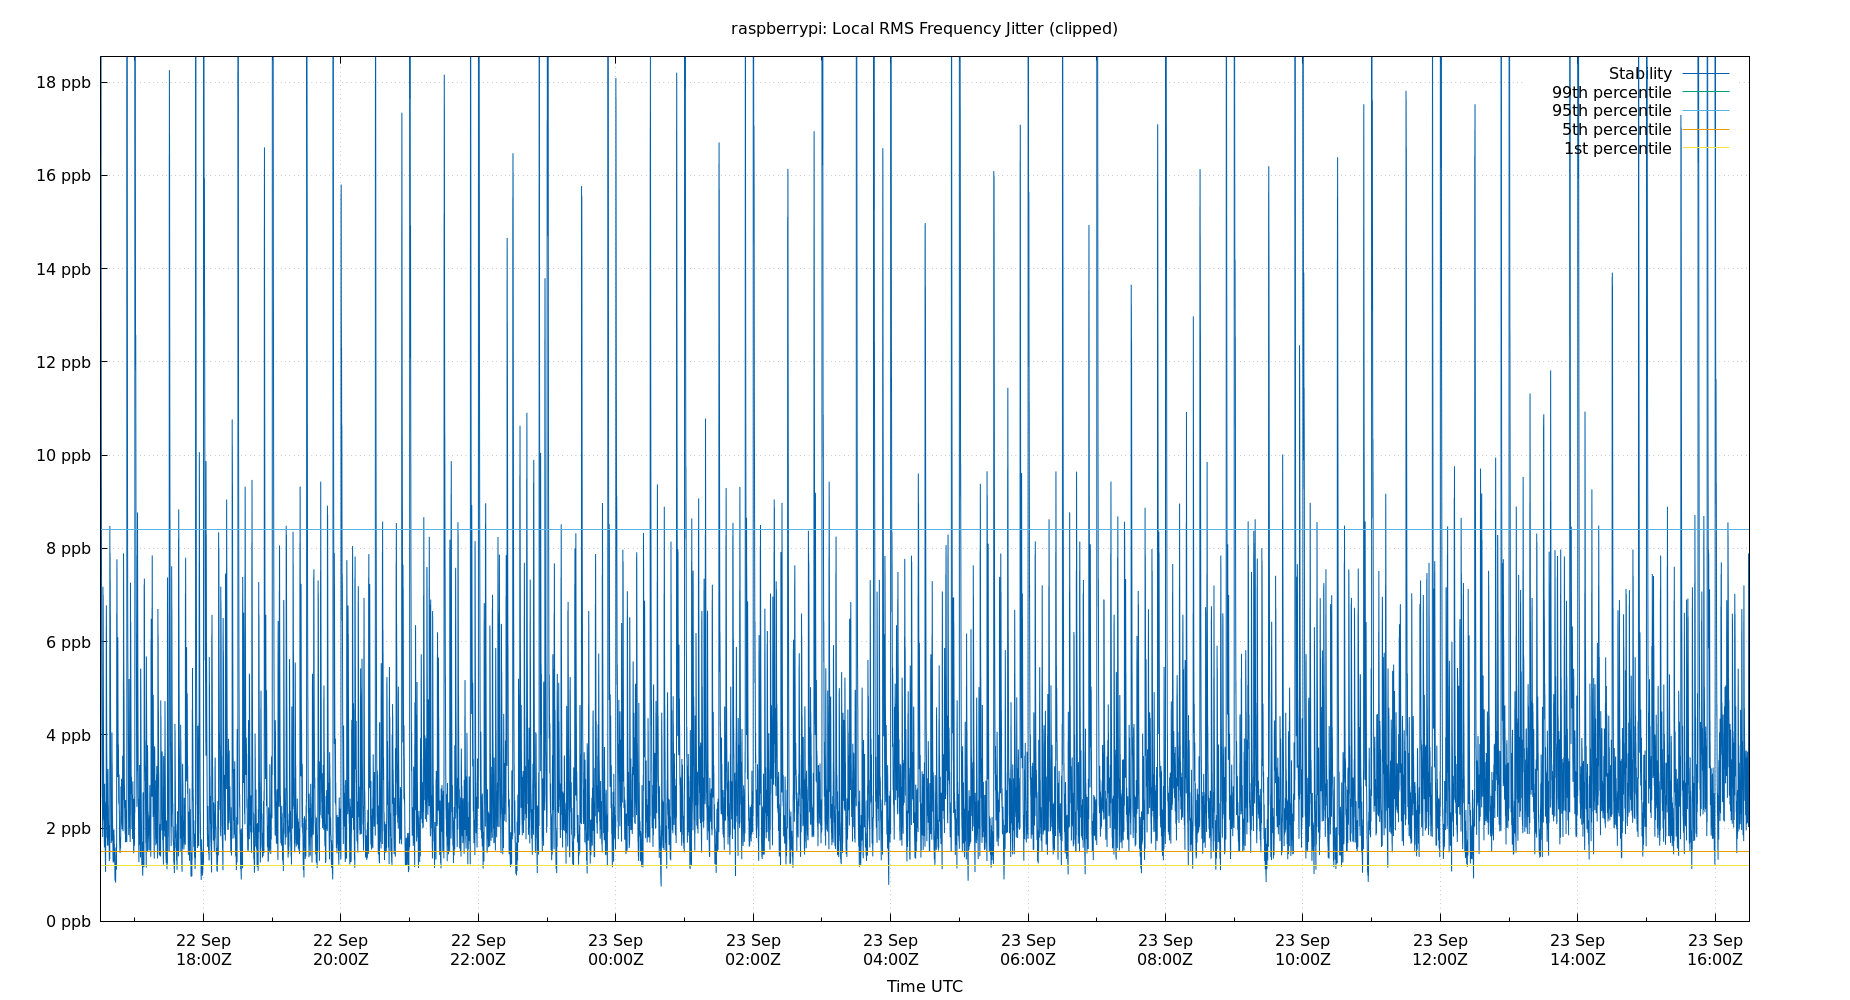 raspberrypi: Local RMS Frequency Jitter (clipped)
18 ppb
16 ppb
14 ppb
12 ppb
10 ppb
8 ppb
6 ppb
4 ppb
2 ppb
0 ppb
Stability
99th percentile
95th percentile
5th percentile
1st percentile
22 Sep 22 Sep 22 Sep 23 Sep 23 Sep 23 Sep 23 Sep 23 Sep 23 Sep 23 Sep 23 Sep 23 Sep
18:00Z 20:00Z 22:00Z 00:00Z 02:00Z 04:00Z 06:00Z 08:00Z 10:00Z 12:00Z 14:00Z 16:00Z
Time UTC